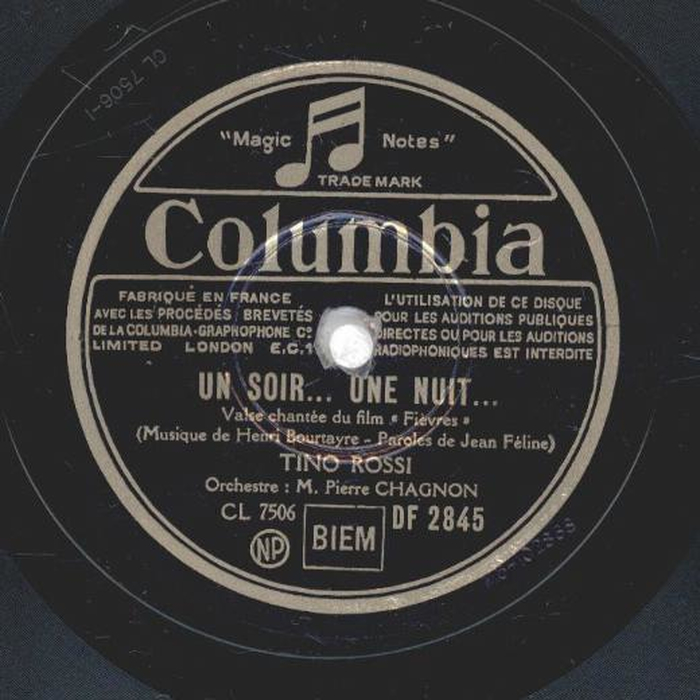 CL 7506-1
"Magic Notes"
TRADE MARK
Columbia
FABRIQUÉ EN FRANCE
AVEC LES PROCÉDÉS BREVETÉS
DE LA COLUMBIA-GRAPHOPHONE Cº
LIMITED LONDON E.C.1
L'UTILISATION DE CE DISQUE
POUR LES AUDITIONS PUBLIQUES
DIRECTES OU POUR LES AUDITIONS
RADIOPHONIQUES EST INTERDITE
UN SOIR... UNE NUIT...
Valse chantée du film « Fièvres »
(Musique de Henri Bourtayre - Paroles de Jean Féline)
TINO ROSSI
Orchestre : M. Pierre CHAGNON
CL 7506 DF 2845
NP BIEM